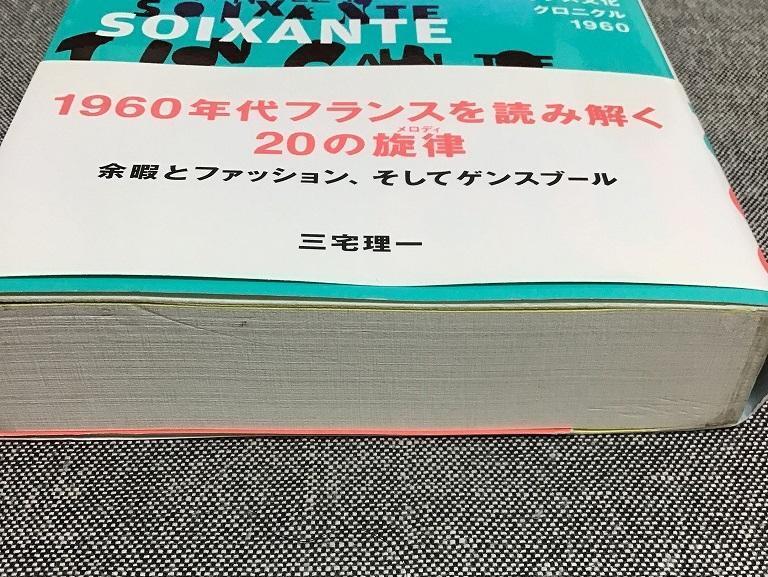 SOIXANTE
SOIXANTE
クロニクル
1960
1960年代フランスを読み解く
メロディ
20の旋律
余暇とファッション、そしてゲンスブール
三宅理一